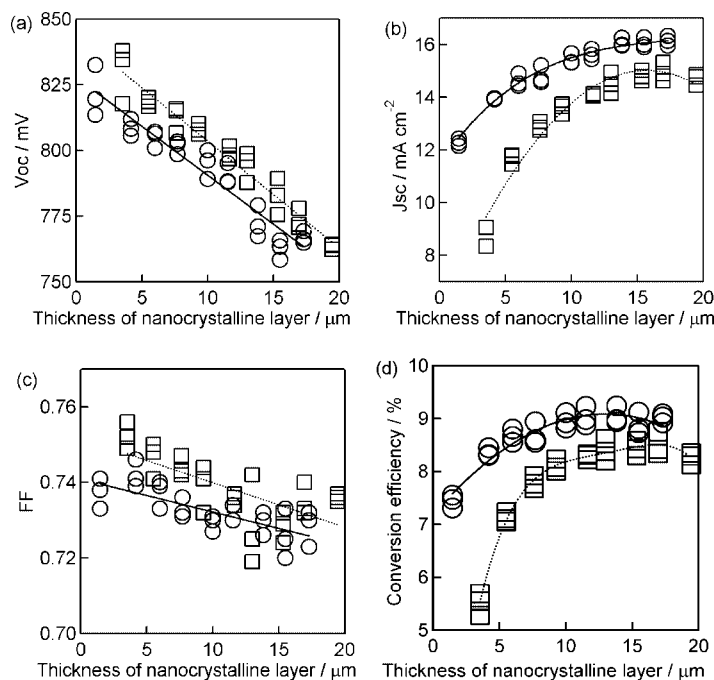 (a)
850
825
800
775
750
Voc / mV
0 5 10 15 20
Thickness of nanocrystalline layer / μm
(b)
16
14
12
10
8
Jsc / mA cm⁻²
0 5 10 15 20
Thickness of nanocrystalline layer / μm
(c)
0.76
0.74
0.72
0.70
FF
0 5 10 15 20
Thickness of nanocrystalline layer / μm
(d)
10
9
8
7
6
5
Conversion efficiency / %
0 5 10 15 20
Thickness of nanocrystalline layer / μm